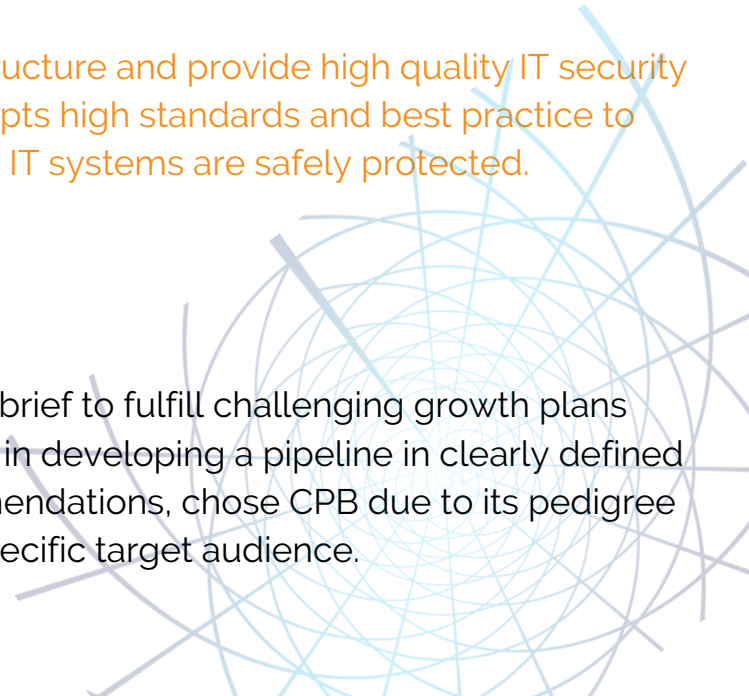 ucture and provide high quality IT security
pts high standards and best practice to
IT systems are safely protected.
brief to fulfill challenging growth plans
in developing a pipeline in clearly defined
endations, chose CPB due to its pedigree
ecific target audience.